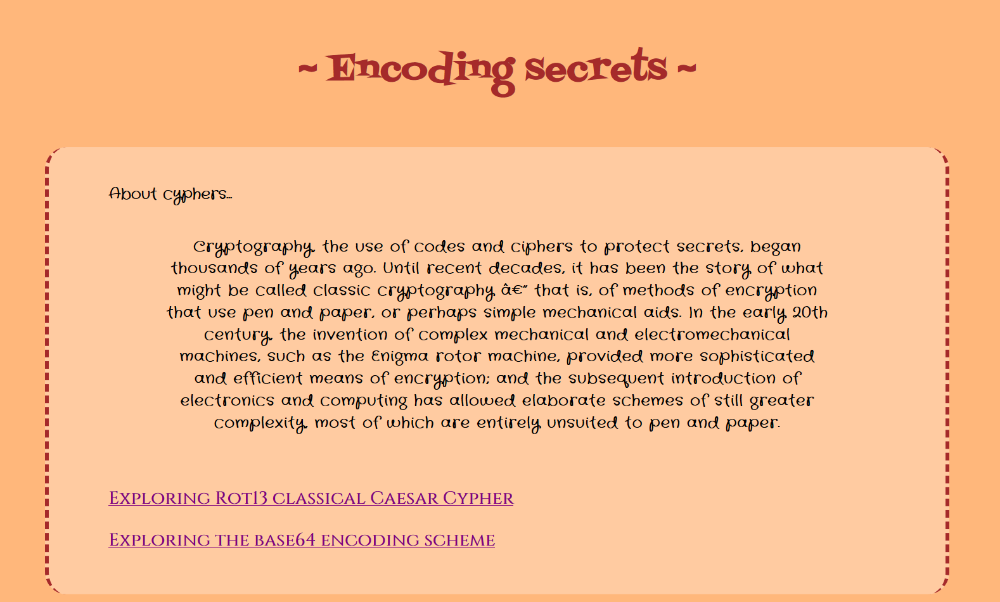 ~ Encoding secrets ~
About cyphers...
Cryptography, the use of codes and ciphers to protect secrets, began
thousands of years ago. Until recent decades, it has been the story of what
might be called classic cryptography â€” that is, of methods of encryption
that use pen and paper, or perhaps simple mechanical aids. In the early 20th
century, the invention of complex mechanical and electromechanical
machines, such as the Enigma rotor machine, provided more sophisticated
and efficient means of encryption; and the subsequent introduction of
electronics and computing has allowed elaborate schemes of still greater
complexity, most of which are entirely unsuited to pen and paper.
Exploring Rot13 classical Caesar Cypher
Exploring the base64 encoding scheme